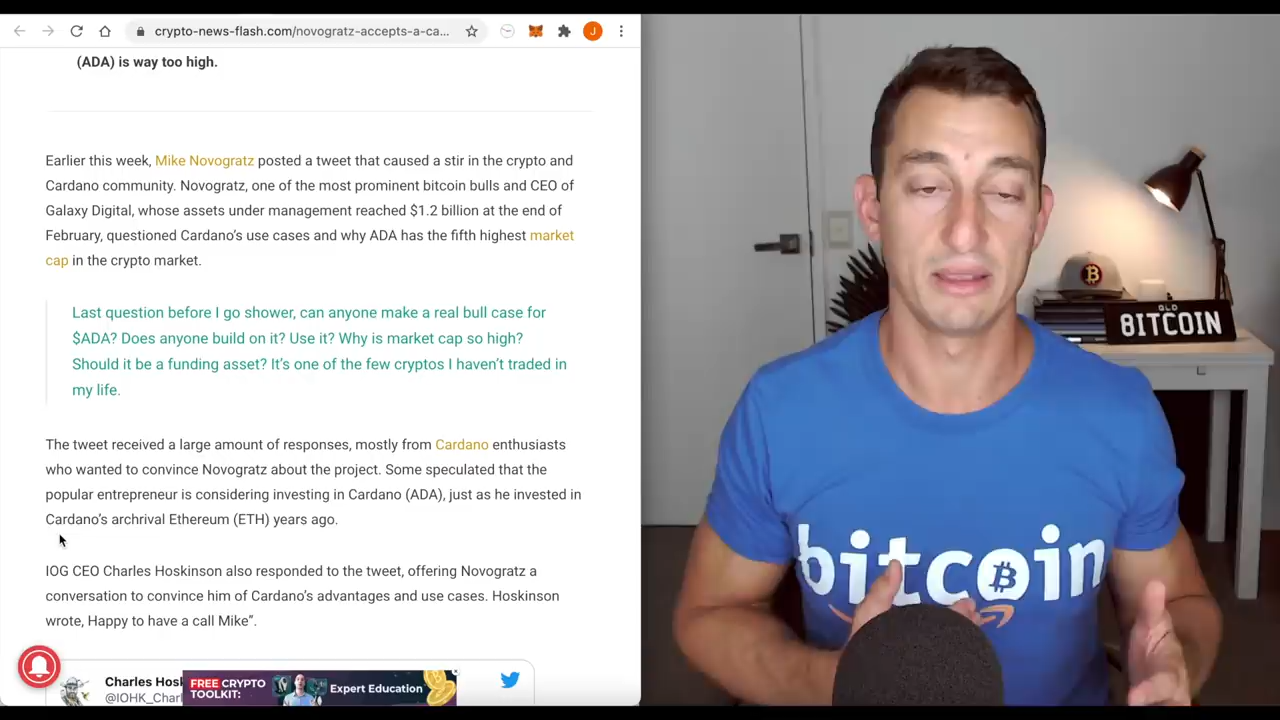 crypto-news-flash.com/novogratz-accepts-a-ca...
J
(ADA) is way too high.
Earlier this week, Mike Novogratz posted a tweet that caused a stir in the crypto and
Cardano community. Novogratz, one of the most prominent bitcoin bulls and CEO of
Galaxy Digital, whose assets under management reached $1.2 billion at the end of
February, questioned Cardano's use cases and why ADA has the fifth highest market
cap in the crypto market.
Last question before I go shower, can anyone make a real bull case for
$ADA? Does anyone build on it? Use it? Why is market cap so high?
Should it be a funding asset? It's one of the few cryptos I haven't traded in
my life.
The tweet received a large amount of responses, mostly from Cardano enthusiasts
who wanted to convince Novogratz about the project. Some speculated that the
popular entrepreneur is considering investing in Cardano (ADA), just as he invested in
Cardano's archrival Ethereum (ETH) years ago.
IOG CEO Charles Hoskinson also responded to the tweet, offering Novogratz a
conversation to convince him of Cardano's advantages and use cases. Hoskinson
wrote, Happy to have a call Mike”.
Charles Hosk
@IOHK_Charl
FREE CRYPTO
TOOLKIT:
Expert Education
QLD
8ITCOIN
bitcoin